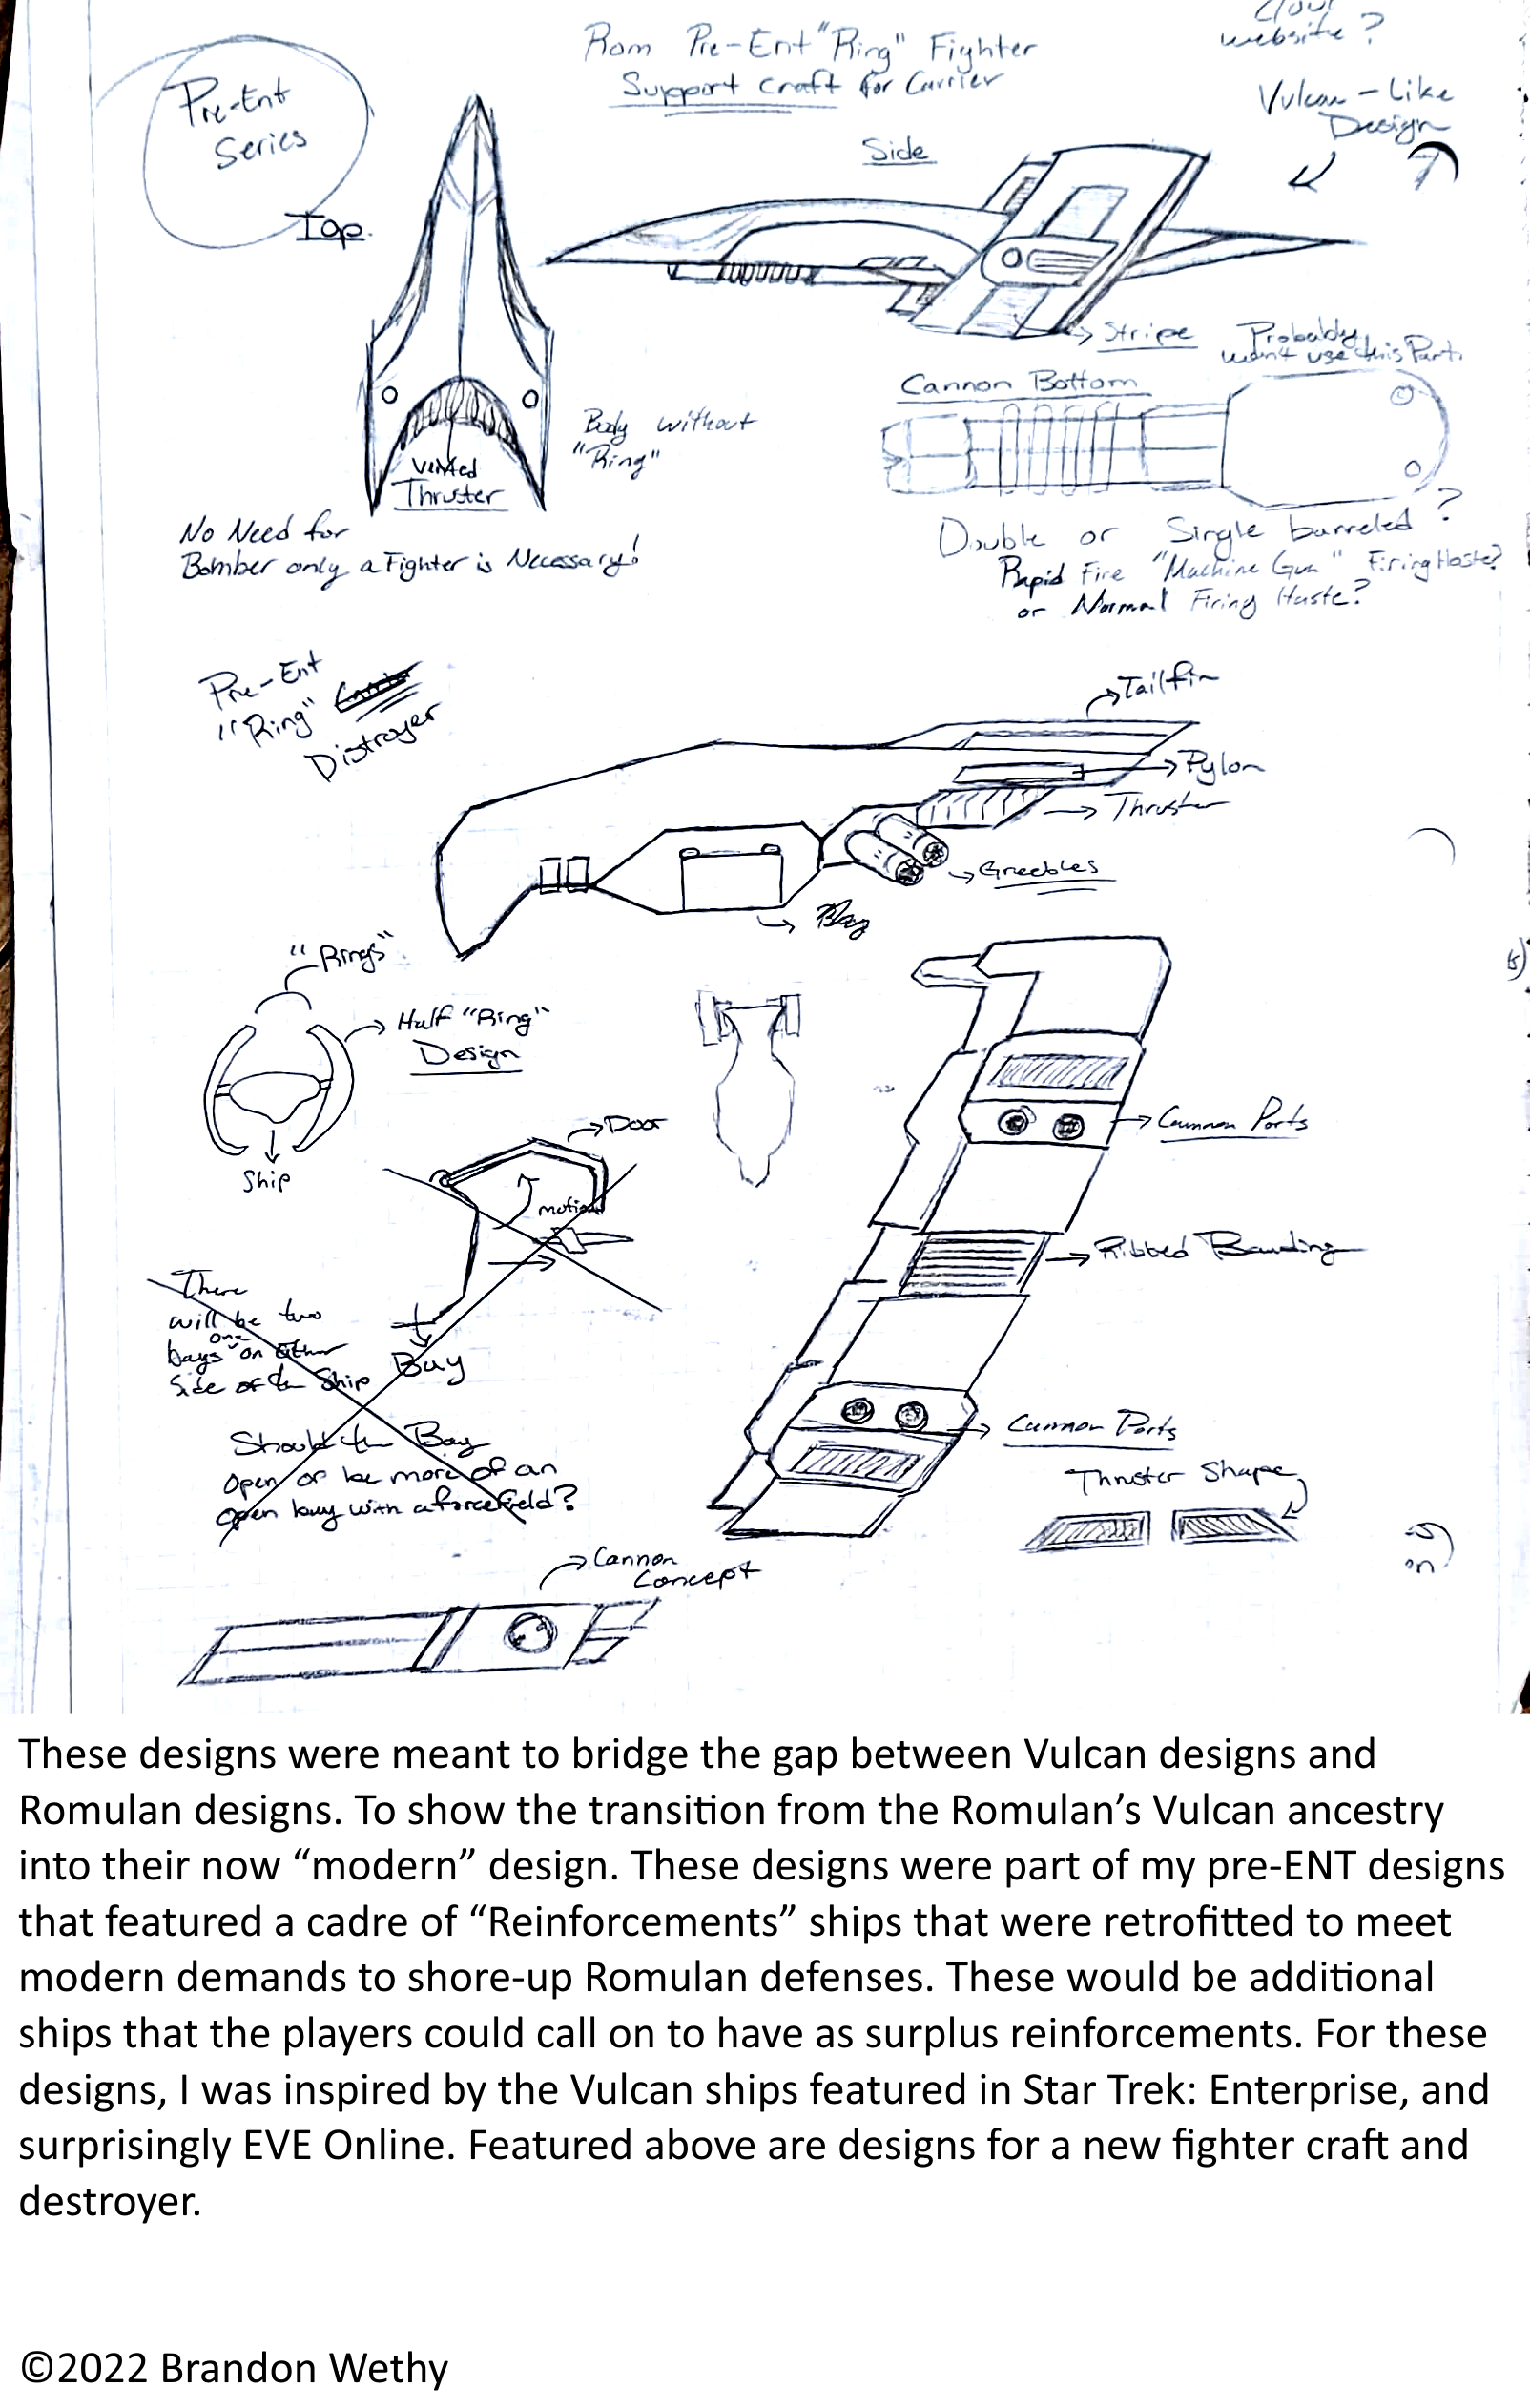 website?
Rom Pre-Ent "Ring" Fighter
Support Craft for Carrier
Pre-Ent
Series
Vulcan-Like
Design
Side
Top.
Stripe
Probably
won't use this Part.
Cannon Bottom
Body without
"Ring"
Vented
Thruster
No Need for
Bomber only a Fighter is Necessary!
Double or Single barreled?
Rapid Fire "Machine Gun" Firing Haste?
or Normal Firing Haste?
Pre-Ent
"Ring"
Distroyer
Tailfin
Pylon
Thruster
Greebles
Bay
"Rings"
Half "Ring"
Design
Ship
Door
motion
Cannon Ports
Ribbed Banding
There
will be two
bays one on either
Side of the Ship
Bay
Should the Bay
Open or be more of an
Open bay with a forcefield?
Cannon Ports
Thruster Shape
Cannon
Concept
These designs were meant to bridge the gap between Vulcan designs and
Romulan designs. To show the transition from the Romulan’s Vulcan ancestry
into their now “modern” design. These designs were part of my pre-ENT designs
that featured a cadre of “Reinforcements” ships that were retrofitted to meet
modern demands to shore-up Romulan defenses. These would be additional
ships that the players could call on to have as surplus reinforcements. For these
designs, I was inspired by the Vulcan ships featured in Star Trek: Enterprise, and
surprisingly EVE Online. Featured above are designs for a new fighter craft and
destroyer.
©2022 Brandon Wethy